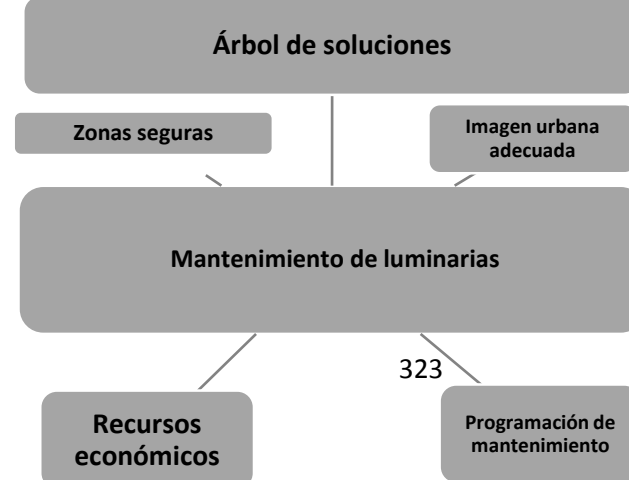 Árbol de soluciones
Zonas seguras
Imagen urbana
adecuada
Mantenimiento de luminarias
323
Recursos
económicos
Programación de
mantenimiento